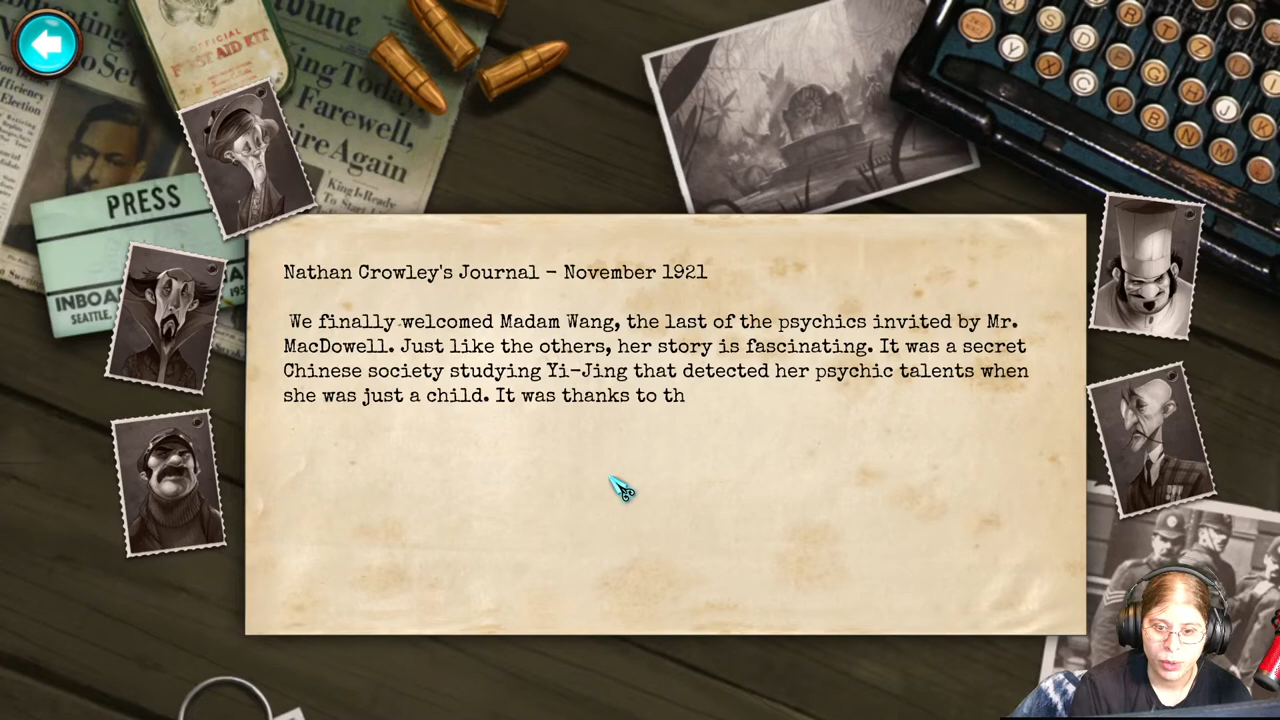 OFFICIAL
FIRST AID KIT
PRESS
Nathan Crowley's Journal – November 1921
We finally welcomed Madam Wang, the last of the psychics invited by Mr.
MacDowell. Just like the others, her story is fascinating. It was a secret
Chinese society studying Yi-Jing that detected her psychic talents when
she was just a child. It was thanks to th
Farewell,
Election
SEATTLE,
R
T
Y
S
D
Z
X
F
G
H
J
C
V
B
N
M
K